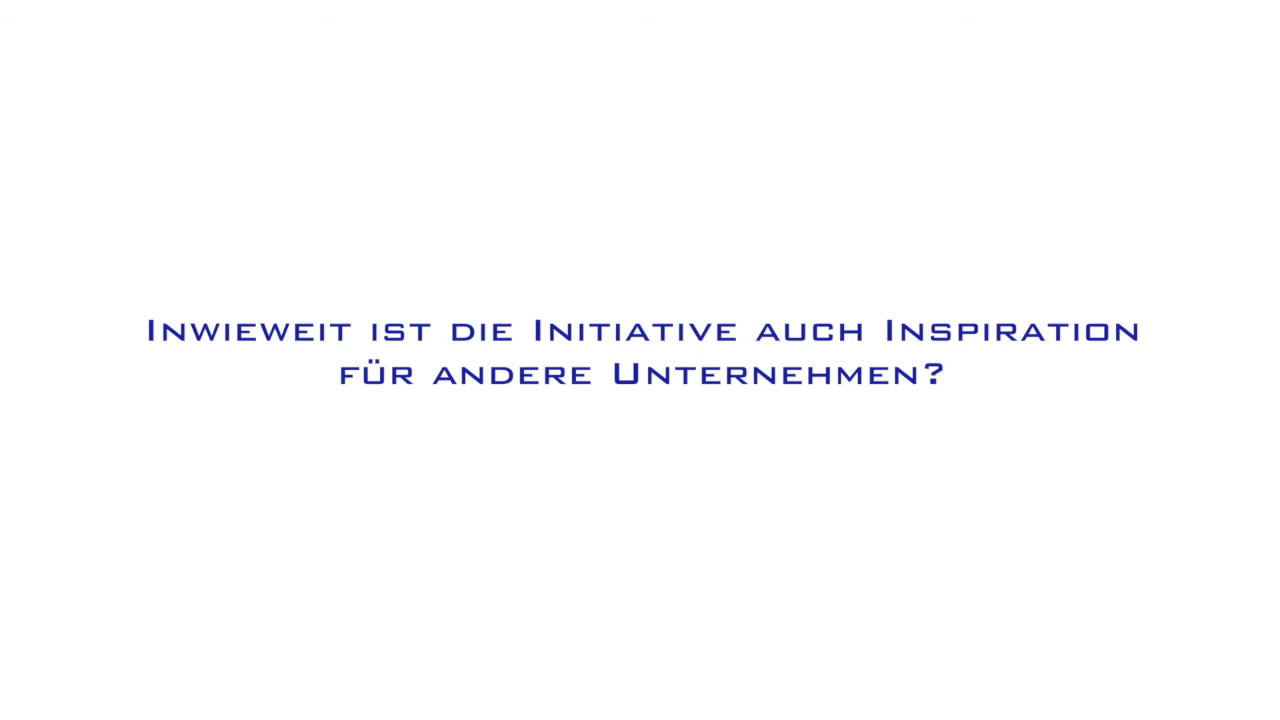 Inwieweit ist die Initiative auch Inspiration
für andere Unternehmen?